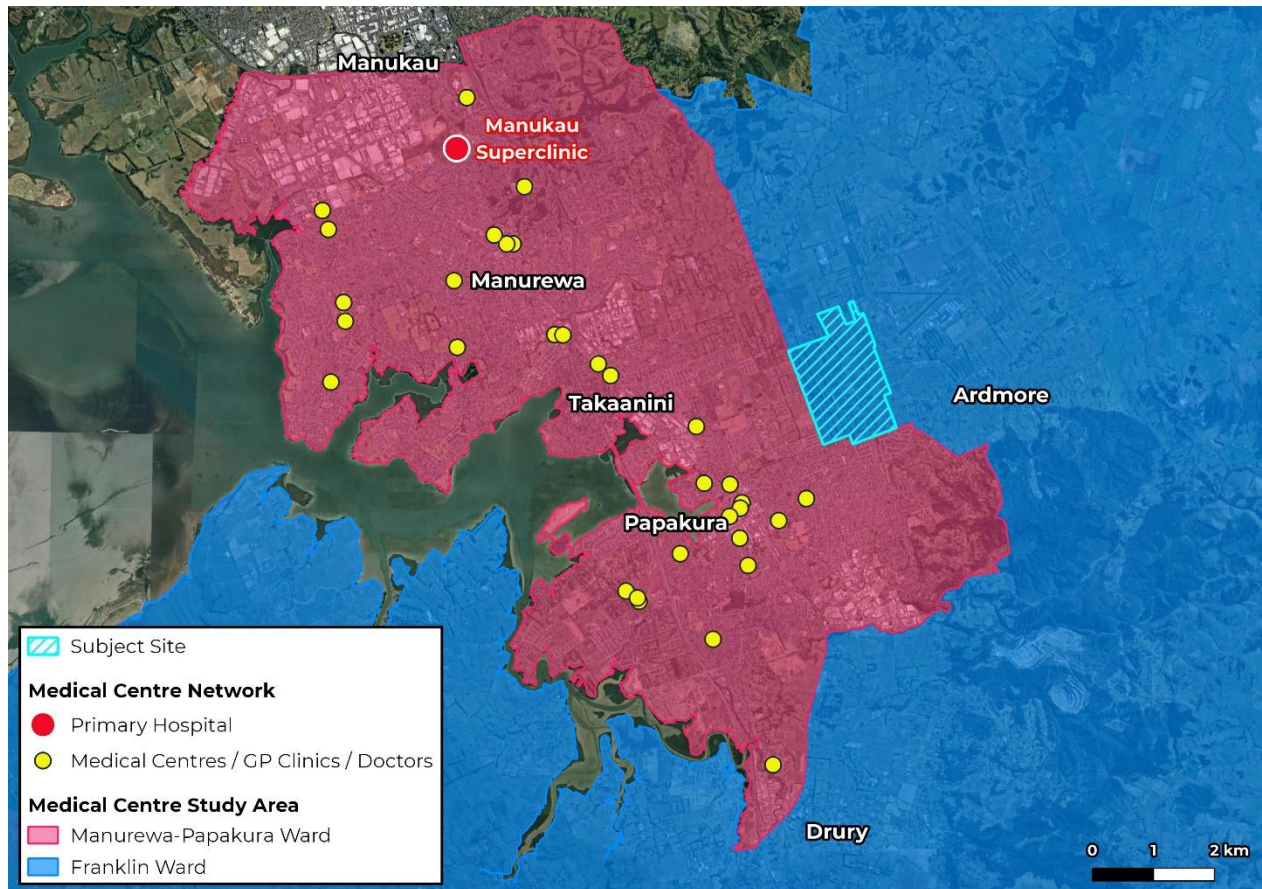 Manukau
Manukau
Superclinic
Manurewa
Takaanini
Ardmore
Papakura
Drury
Subject Site
Medical Centre Network
Primary Hospital
Medical Centres / GP Clinics / Doctors
Medical Centre Study Area
Manurewa-Papakura Ward
Franklin Ward
0 1 2 km